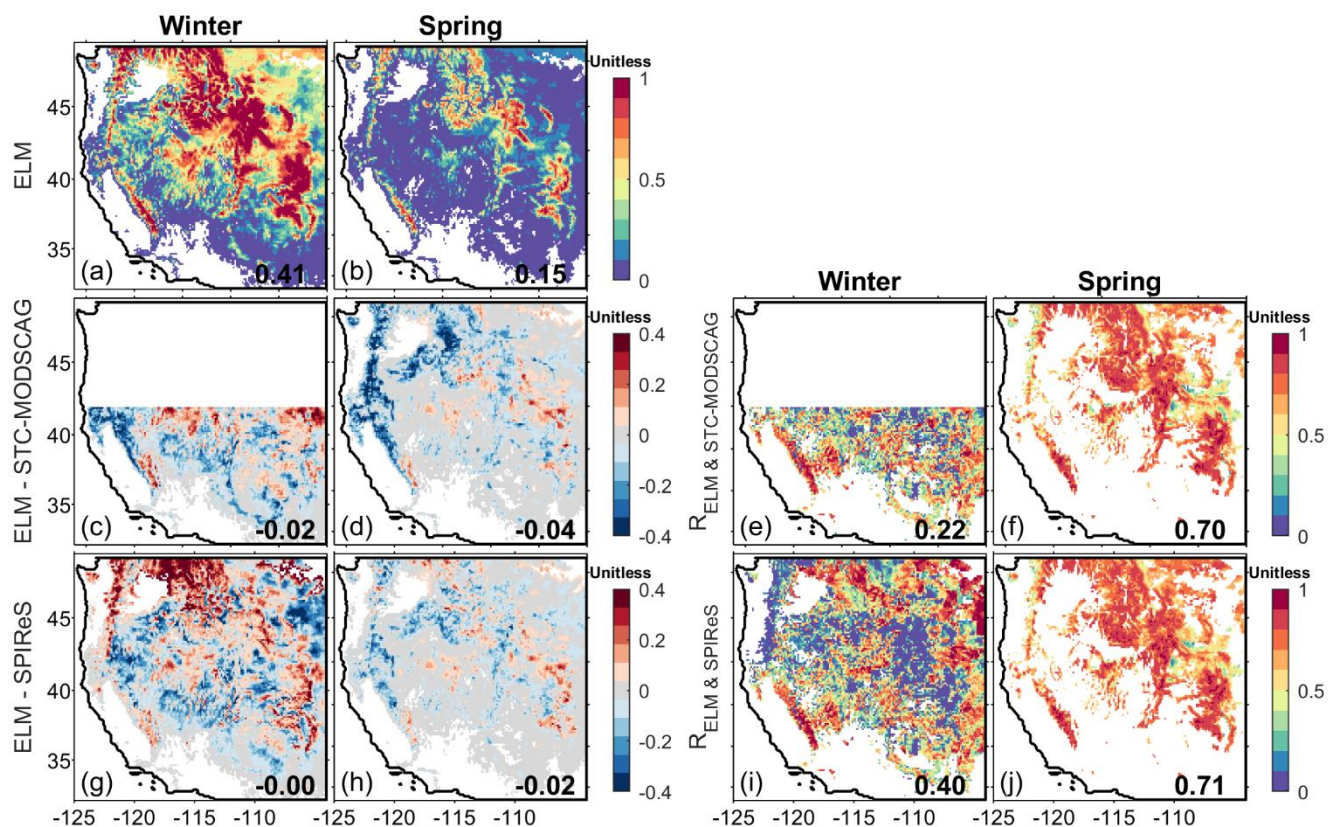 Winter Spring
Unitless
1
0.5
0
ELM
45
40
35
(a) 0.41
(b) 0.15
Winter Spring
Unitless
0.4
0.2
0
-0.2
-0.4
ELM - STC-MODSCAG
45
40
35
(c) -0.02
(d) -0.04
Unitless
1
0.5
0
R ELM & STC-MODSCAG
(e) 0.22
(f) 0.70
Unitless
0.4
0.2
0
-0.2
-0.4
ELM - SPIReS
45
40
35
(g) -0.00
(h) -0.02
Unitless
1
0.5
0
R ELM & SPIReS
(i) 0.40
(j) 0.71
-125 -120 -115 -110 -125 -120 -115 -110 -125 -120 -115 -110 -125 -120 -115 -110